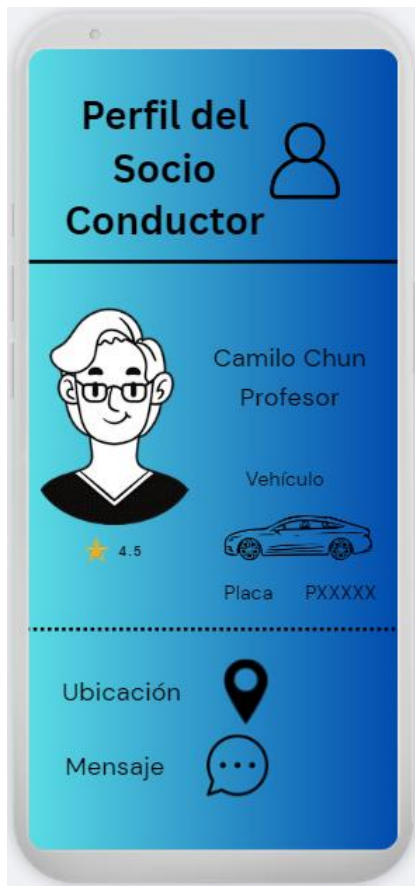 Perfil del
Socio
Conductor
Camilo Chun
Profesor
Vehículo
4.5
Placa PXXXXX
Ubicación
Mensaje